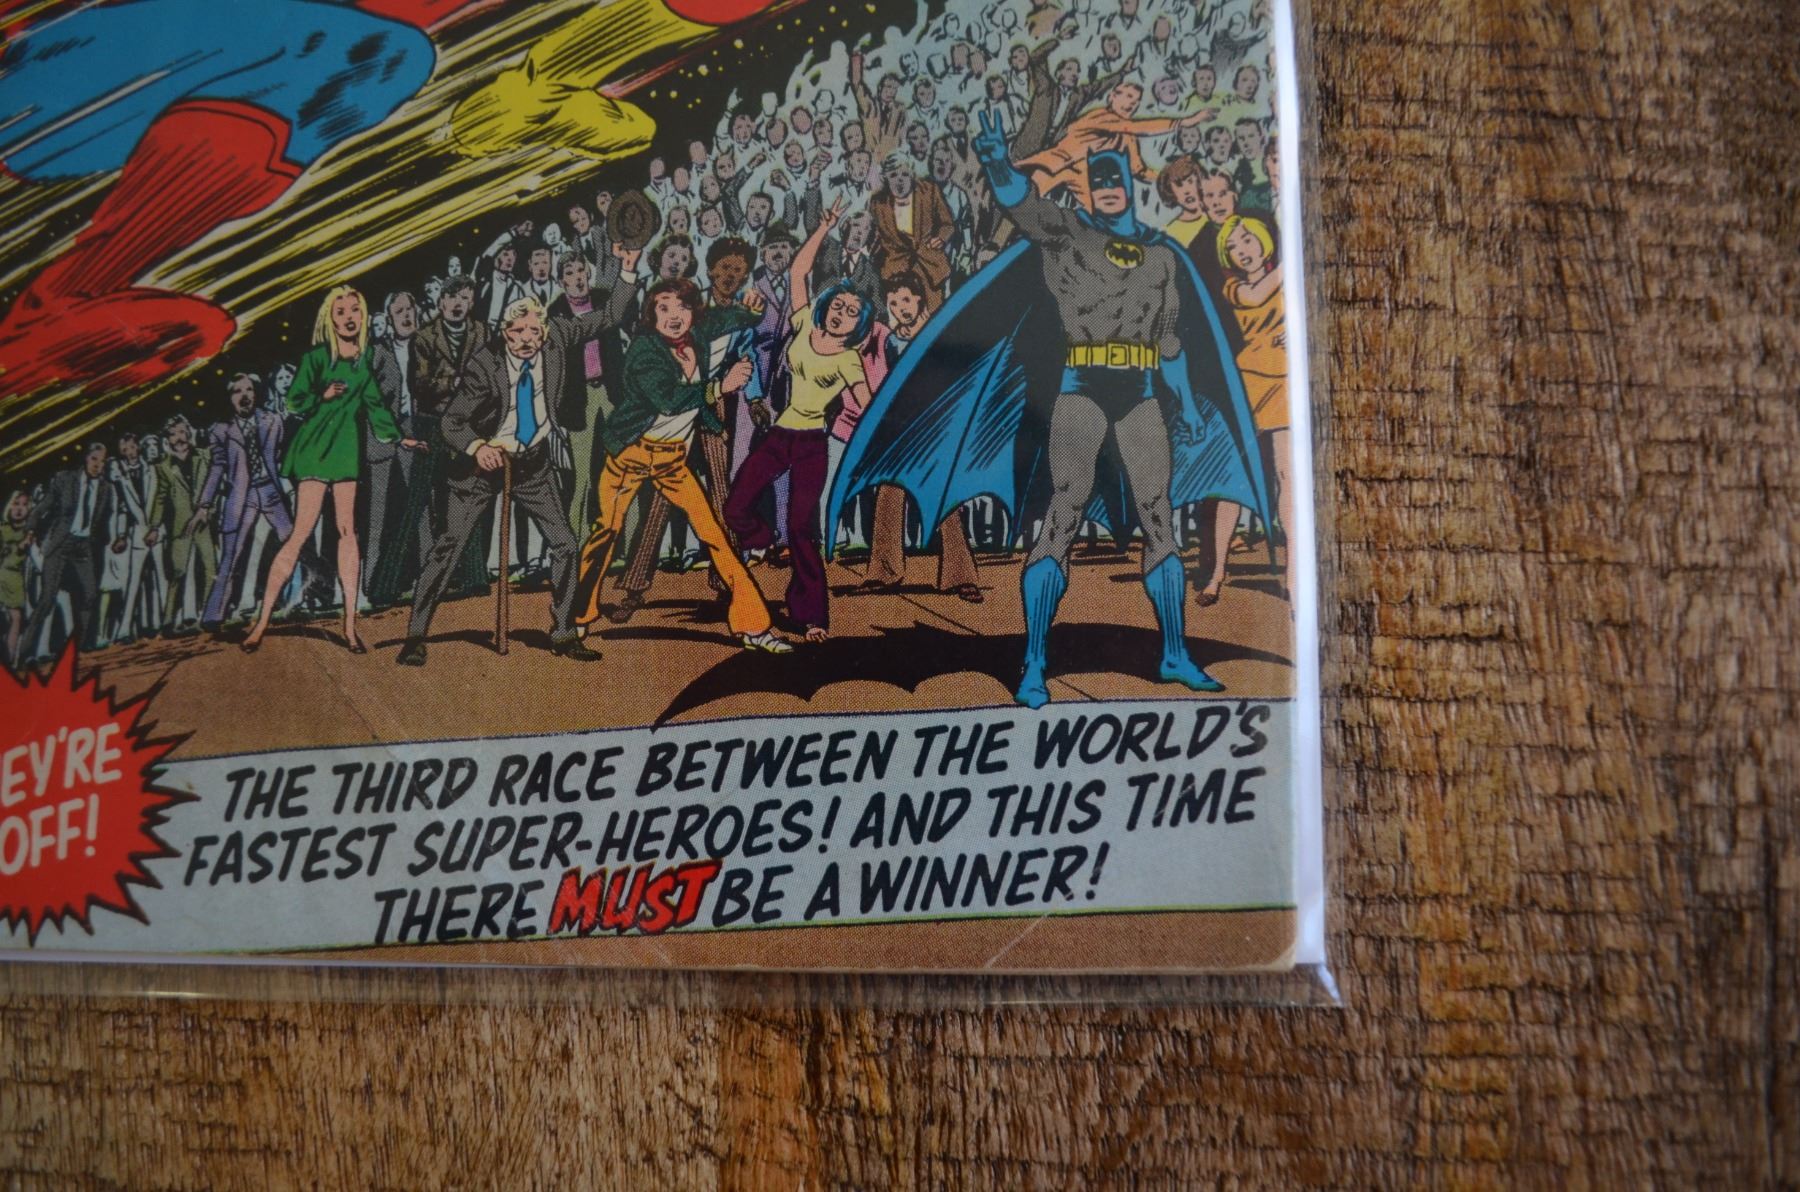 EY'RE
OFF!
THE THIRD RACE BETWEEN THE WORLD'S
FASTEST SUPER-HEROES! AND THIS TIME
THERE MUST BE A WINNER!